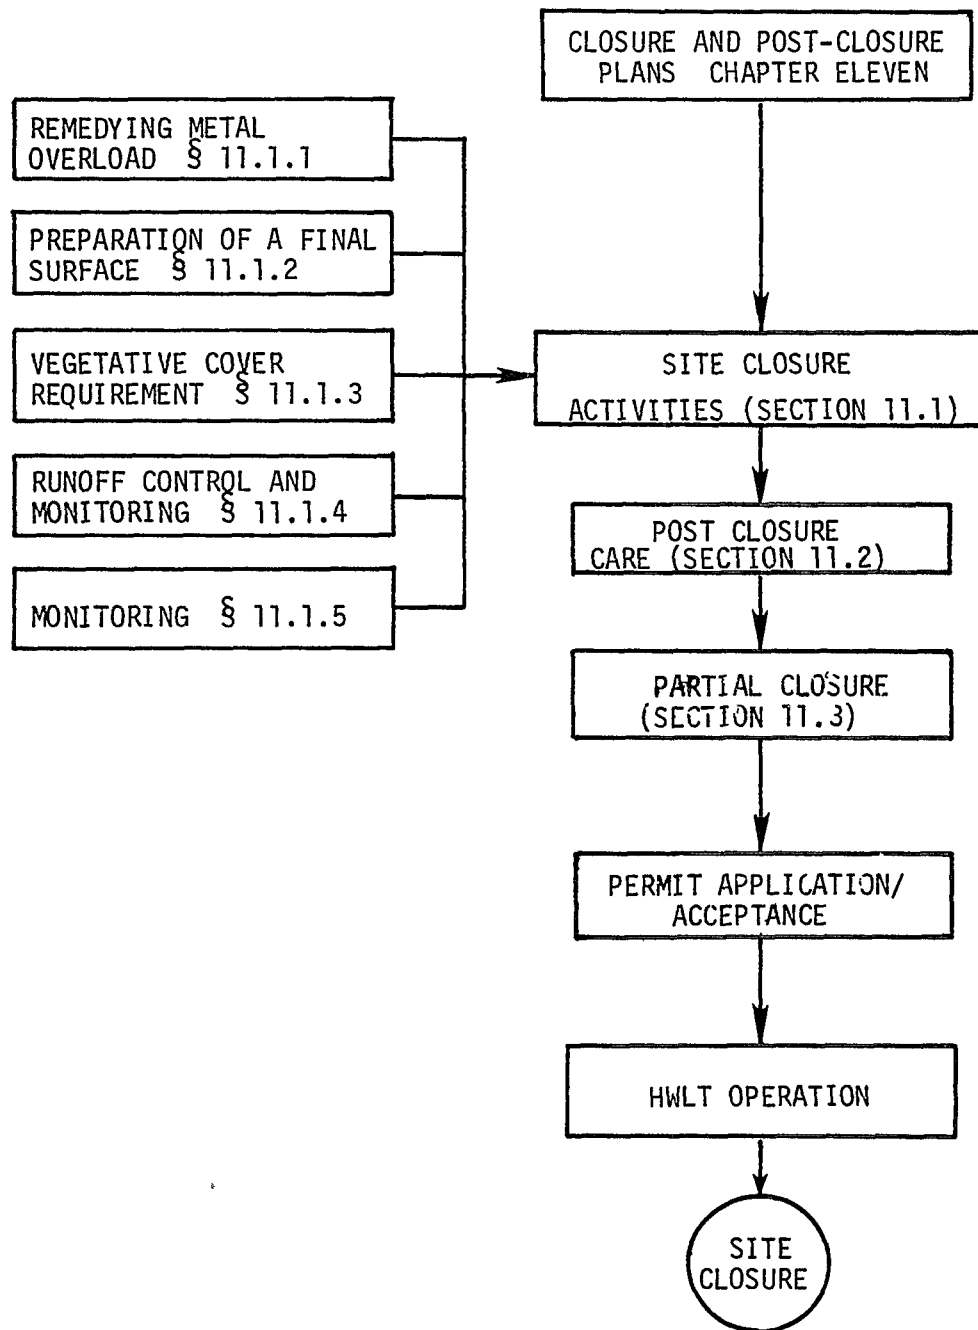 CLOSURE AND POST-CLOSURE
PLANS CHAPTER ELEVEN
REMEDYING METAL
OVERLOAD § 11.1.1
PREPARATION OF A FINAL
SURFACE § 11.1.2
VEGETATIVE COVER
REQUIREMENT § 11.1.3
RUNOFF CONTROL AND
MONITORING § 11.1.4
MONITORING § 11.1.5
SITE CLOSURE
ACTIVITIES (SECTION 11.1)
POST CLOSURE
CARE (SECTION 11.2)
PARTIAL CLOSURE
(SECTION 11.3)
PERMIT APPLICATION/
ACCEPTANCE
HWLT OPERATION
SITE
CLOSURE